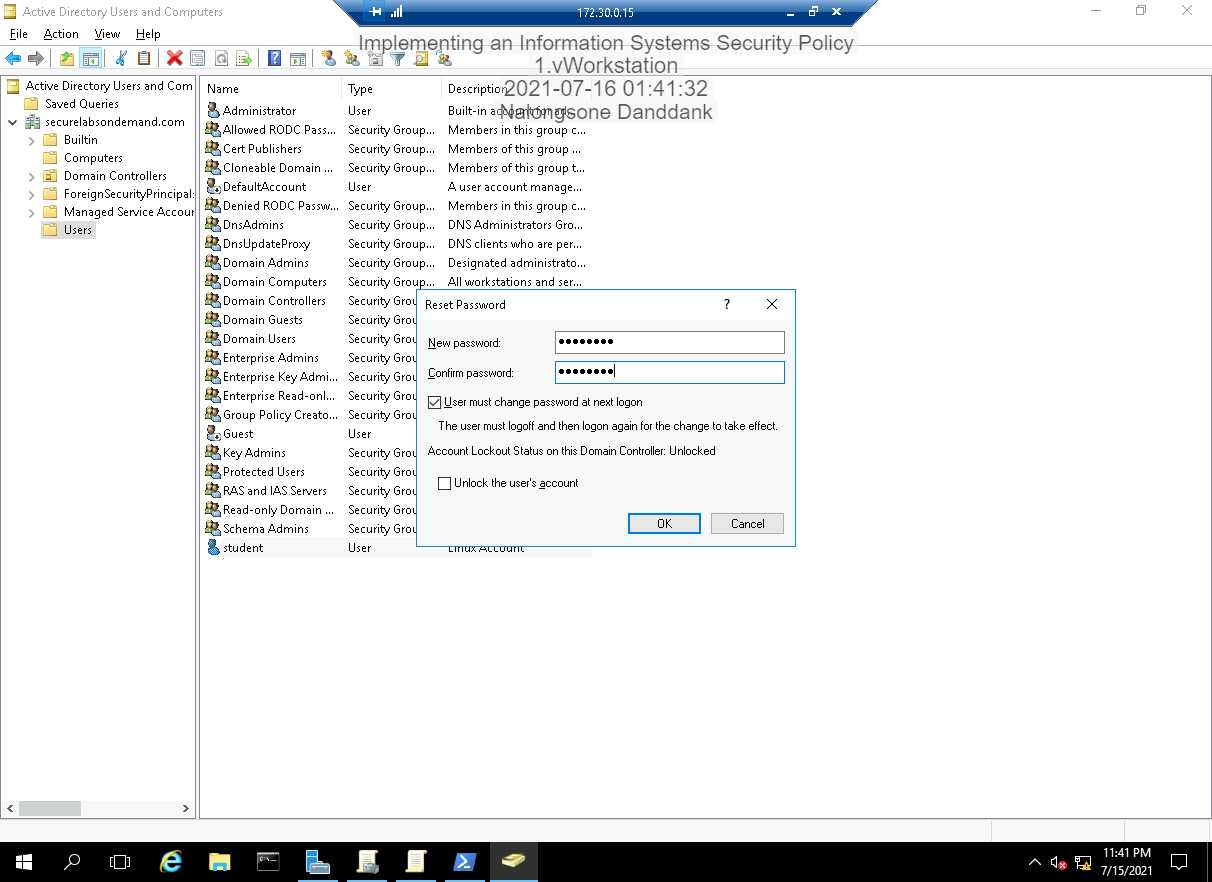 Active Directory Users and Computers
172.30.0.15
File Action View Help
Implementing an Information Systems Security Policy
1.vWorkstation
2021-07-16 01:41:32
Nalongsone Danddank
Active Directory Users and Com
Saved Queries
securelabsondemand.com
Builtin
Computers
Domain Controllers
ForeignSecurityPrincipals
Managed Service Accour
Users
Name Type Description
Administrator User Built-in account for ad...
Allowed RODC Pass... Security Group... Members in this group c...
Cert Publishers Security Group... Members of this group ...
Cloneable Domain ... Security Group... Members of this group t...
DefaultAccount User A user account manage...
Denied RODC Passw... Security Group... Members in this group c...
DnsAdmins Security Group... DNS Administrators Gro...
DnsUpdateProxy Security Group... DNS clients who are per...
Domain Admins Security Group... Designated administrato...
Domain Computers Security Group... All workstations and ser...
Domain Controllers Security Grou
Domain Guests Security Grou
Domain Users Security Grou
Enterprise Admins Security Grou
Enterprise Key Admi... Security Grou
Enterprise Read-onl... Security Grou
Group Policy Creato... Security Grou
Guest User
Key Admins Security Grou
Protected Users Security Grou
RAS and IAS Servers Security Grou
Read-only Domain ... Security Grou
Schema Admins Security Grou
student User Linux Account
Reset Password ?
New password: ●●●●●●●●
Confirm password: ●●●●●●●●
User must change password at next logon
The user must logoff and then logon again for the change to take effect.
Account Lockout Status on this Domain Controller: Unlocked
Unlock the user's account
OK Cancel
11:41 PM
7/15/2021